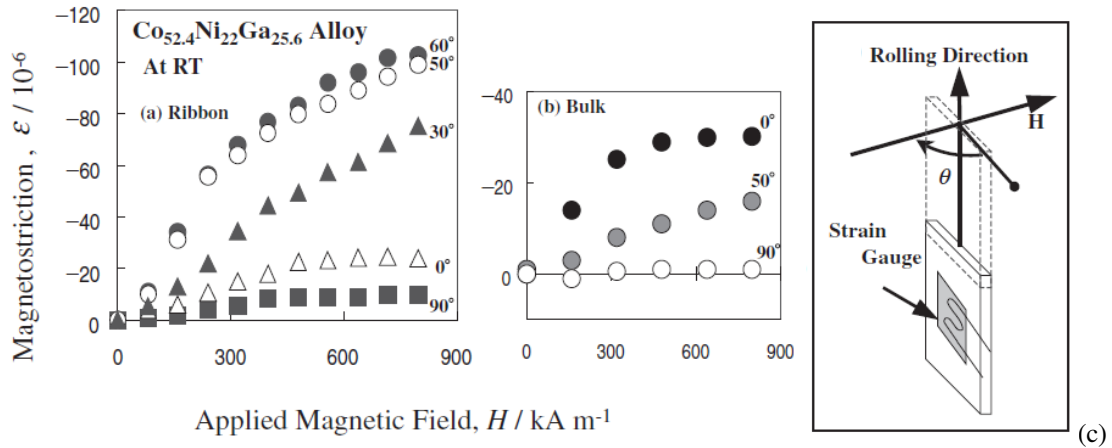 Co52.4Ni22Ga25.6 Alloy
At RT
(a) Ribbon
−120
−100
−80
−60
−40
−20
0
60°
50°
30°
0°
90°
0
300
600
900
Magnetostriction, ε / 10-6
(b) Bulk
−40
−20
0
0°
50°
90°
0
300
600
900
Applied Magnetic Field, H / kA m-1
Rolling Direction
H
θ
Strain
Gauge
(c)